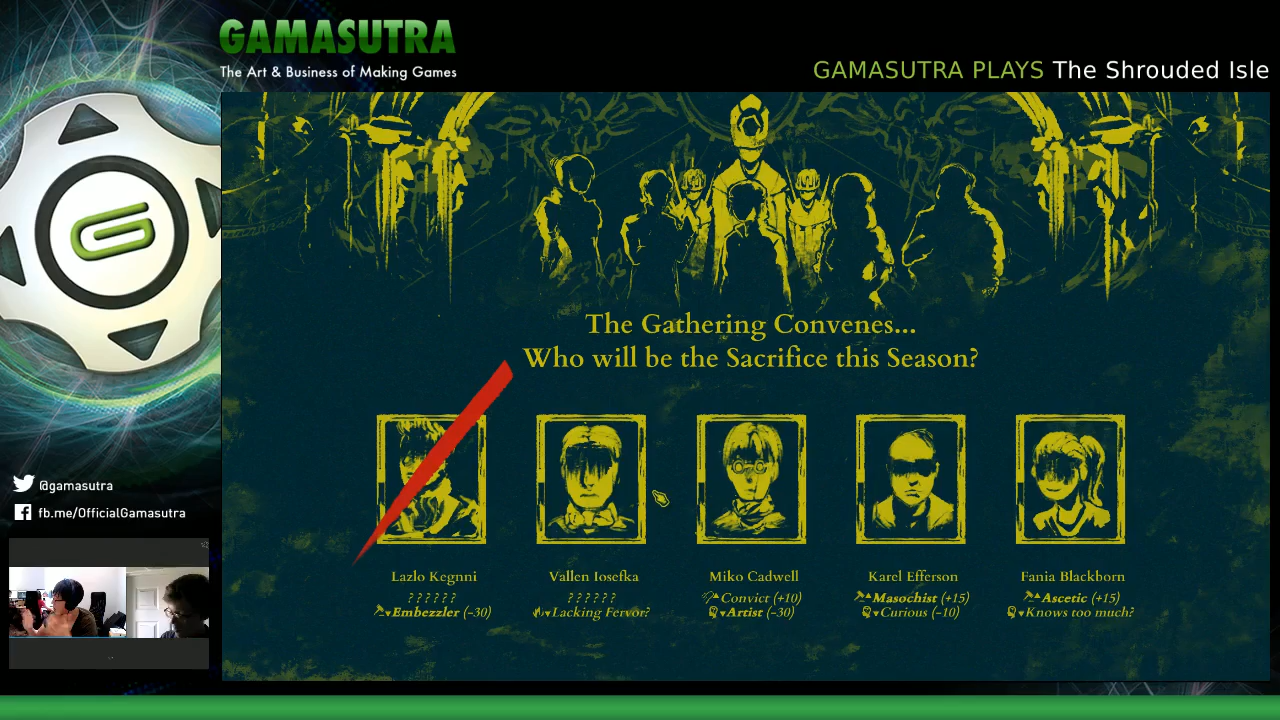 GAMASUTRA
The Art & Business of Making Games
GAMASUTRA PLAYS The Shrouded Isle
The Gathering Convenes...
Who will be the Sacrifice this Season?
Lazlo Kegnni
??????
Embezzler (-30)
Vallen Iosefka
??????
Lacking Fervor?
Miko Cadwell
Convict (+10)
Artist (-30)
Karel Efferson
Masochist (+15)
Curious (-10)
Fania Blackborn
Ascetic (+15)
Knows too much?
@gamasutra
fb.me/OfficialGamasutra